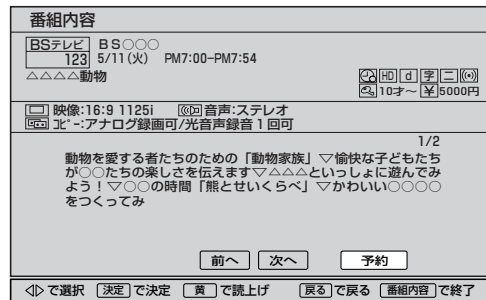 番組内容
BSテレビ BS○○○
123 5/11(火) PM7:00-PM7:54
△△△△動物
HD d 字 二
10才～ ¥5000円
映像:16:9 1125i 音声:ステレオ
コピー:アナログ録画可/光音声録音1回可
1/2
動物を愛する者たちのための「動物家族」▽愉快な子どもたち
が○○たちの楽しさを伝えます▽△△△といっしょに遊んでみ
よう！▽○○の時間「熊とせいくらべ」▽かわいい○○○○
をつくってみ
前へ 次へ 予約
で選択 決定で決定 黄で読上げ 戻るで戻る 番組内容で終了